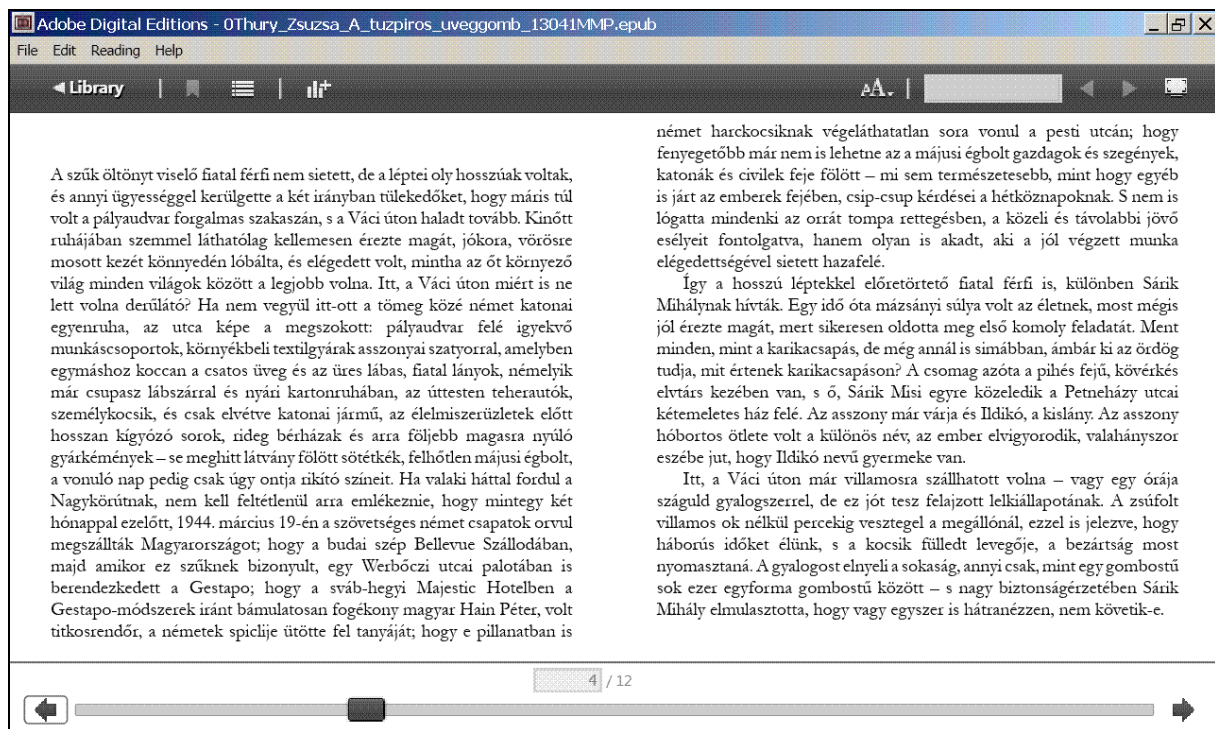 Adobe Digital Editions - 0Thury_Zsuzsa_A_tuzpiros_uveggomb_13041MMP.epub
File Edit Reading Help
Library
AA
A szűk öltönyt viselő fiatal férfi nem sietett, de a léptei oly hosszúak voltak,
és annyi ügyességgel kerülgette a két irányban tülekedőket, hogy máris túl
volt a pályaudvar forgalmas szakaszán, s a Váci úton haladt tovább. Kinőtt
ruhájában szemmel láthatólag kellemesen érezte magát, jókora, vörösre
mosott kezét könnyedén lóbálta, és elégedett volt, mintha az őt környező
világ minden világok között a legjobb volna. Itt, a Váci úton miért is ne
lett volna derűlátó? Ha nem vegyül itt-ott a tömeg közé német katonai
egyenruha, az utca képe a megszokott: pályaudvar felé igyekvő
munkáscsoportok, környékbeli textilgyárak asszonyai szatyorral, amelyben
egymáshoz koccan a csatos üveg és az üres lábas, fiatal lányok, némelyik
már csupasz lábszárral és nyári kartonruhában, az úttesten teherautók,
személykocsik, és csak elvétve katonai jármű, az élelmiszerüzletek előtt
hosszan kígyózó sorok, rideg bérházak és arra följebb magasra nyúló
gyárkémények – se meghitt látvány fölött sötétkék, felhőtlen májusi égbolt,
a vonuló nap pedig csak úgy ontja rikító színeit. Ha valaki háttal fordul a
Nagykörútnak, nem kell feltétlenül arra emlékeznie, hogy mintegy két
hónappal ezelőtt, 1944. március 19-én a szövetséges német csapatok orvul
megszállták Magyarországot; hogy a budai szép Bellevue Szállodában,
majd amikor ez szűknek bizonyult, egy Werbőczi utcai palotában is
berendezkedett a Gestapo; hogy a sváb-hegyi Majestic Hotelben a
Gestapo-módszerek iránt bámulatosan fogékony magyar Hain Péter, volt
titkosrendőr, a németek spiclije ütötte fel tanyáját; hogy e pillanatban is
német harckocsiknak végeláthatatlan sora vonul a pesti utcán; hogy
fenyegetőbb már nem is lehetne az a májusi égbolt gazdagok és szegények,
katonák és civilek feje fölött – mi sem természetesebb, mint hogy egyéb
is járt az emberek fejében, csip-csup kérdései a hétköznapoknak. S nem is
lógatta mindenki az orrát tompa rettegésben, a közeli és távolabbi jövő
esélyeit fontolgatva, hanem olyan is akadt, aki a jól végzett munka
elégedettségével sietett hazafelé.
Így a hosszú léptekkel előretörtető fiatal férfi is, különben Sárik
Mihálynak hívták. Egy idő óta mázsányi súlya volt az életnek, most mégis
jól érezte magát, mert sikeresen oldotta meg első komoly feladatát. Ment
minden, mint a karikacsapás, de még annál is simábban, ámbár ki az ördög
tudja, mit értenek karikacsapáson? A csomag azóta a pihés fejű, kövérkés
elvtárs kezében van, s ő, Sárik Misi egyre közeledik a Petneházy utcai
kétemeletes ház felé. Az asszony már várja és Ildikó, a kislány. Az asszony
hóbortos ötlete volt a különös név, az ember elvigyorodik, valahányszor
eszébe jut, hogy Ildikó nevű gyermeke van.
Itt, a Váci úton már villamosra szállhatott volna – vagy egy órája
száguld gyalogszerrel, de ez jót tesz felajzott lelkiállapotának. A zsúfolt
villamos ok nélkül percekig vesztegel a megállónál, ezzel is jelezve, hogy
háborús időket élünk, s a kocsik fülledt levegője, a bezártság most
nyomasztaná. A gyalogost elnyeli a sokaság, annyi csak, mint egy gombostű
sok ezer egyforma gombostű között – s nagy biztonságérzetében Sárik
Mihály elmulasztotta, hogy vagy egyszer is hátranézzen, nem követik-e.
4 / 12